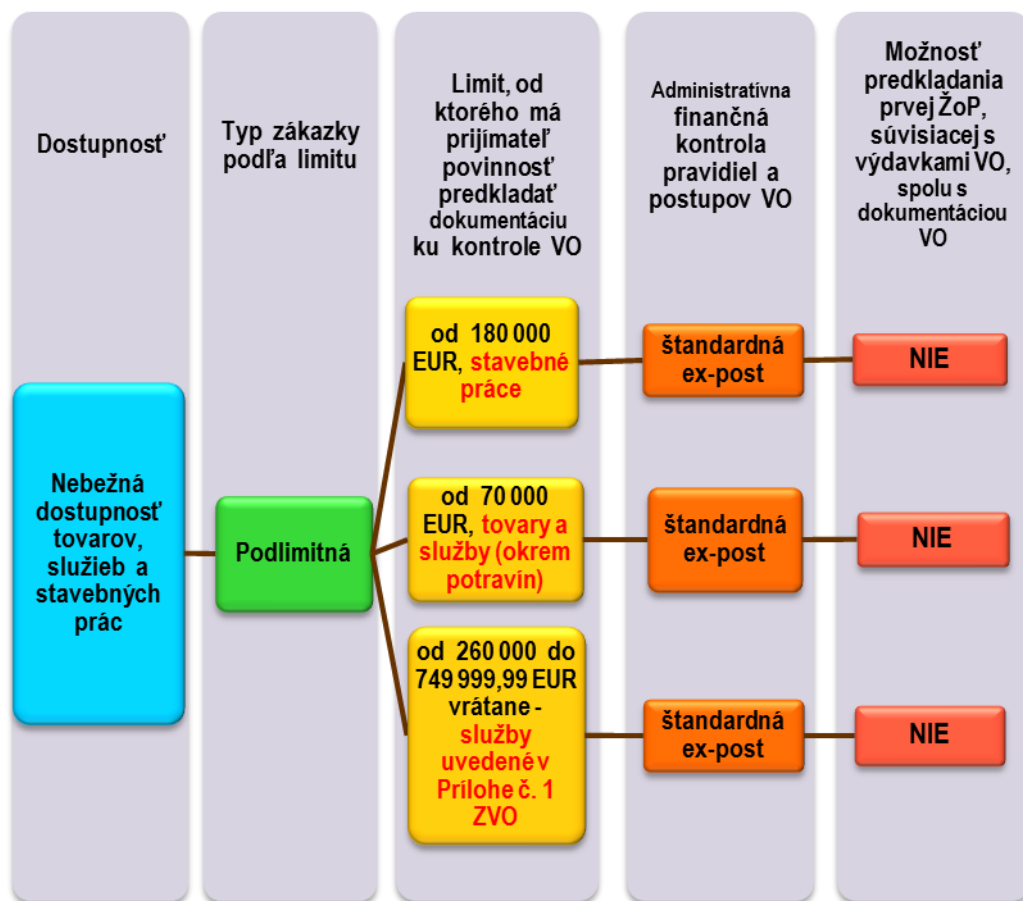 Dostupnosť
Typ zákazky
podľa limitu
Limit, od
ktorého má
prijímateľ
povinnosť
predkladať
dokumentáciu
ku kontrole VO
Administratívna
finančná
kontrola
pravidiel a
postupov VO
Možnosť
predkladania
prvej ŽoP,
súvisiacej s
výdavkami VO,
spolu s
dokumentáciou
VO
Nebežná
dostupnosť
tovarov,
služieb a
stavebných
prác
Podlimitná
od 180 000
EUR, stavebné
práce
štandardná
ex-post
NIE
od 70 000
EUR, tovary a
služby (okrem
potravín)
štandardná
ex-post
NIE
od 260 000 do
749 999,99 EUR
vrátane -
služby
uvedené v
Prílohe č. 1
ZVO
štandardná
ex-post
NIE